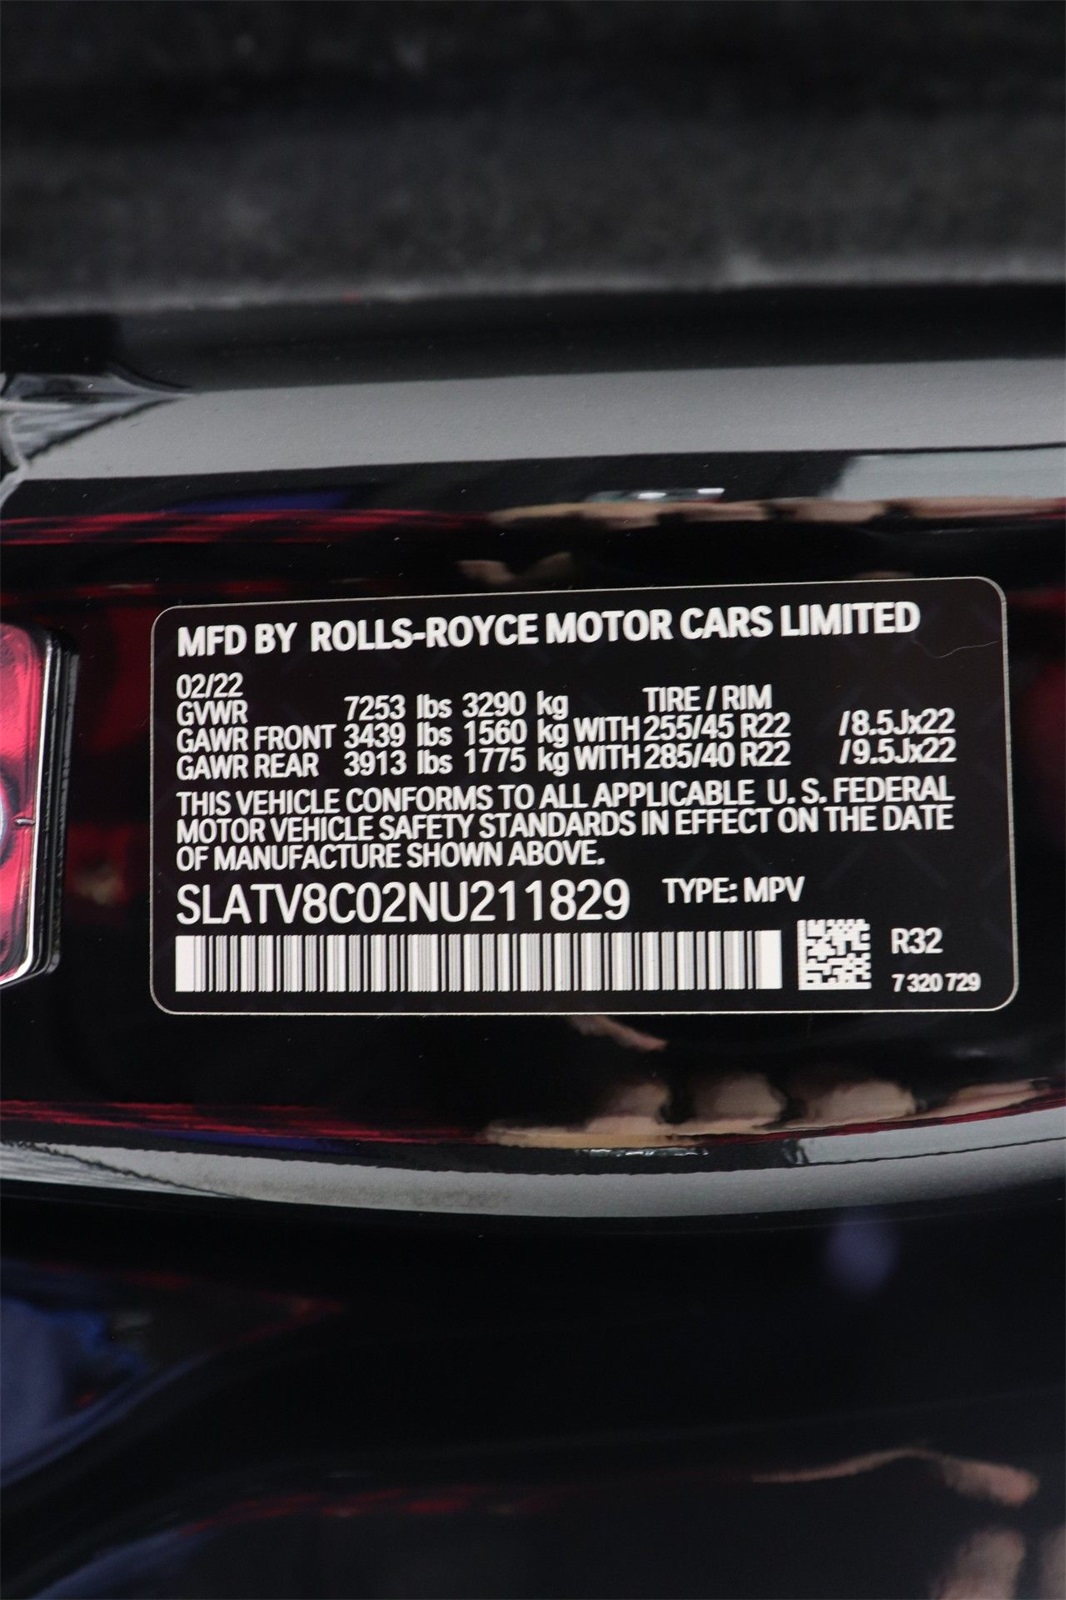 MFD BY ROLLS-ROYCE MOTOR CARS LIMITED
02/22
GVWR 7253 lbs 3290 kg TIRE / RIM
GAWR FRONT 3439 lbs 1560 kg WITH 255/45 R22 /8.5Jx22
GAWR REAR 3913 lbs 1775 kg WITH 285/40 R22 /9.5Jx22
THIS VEHICLE CONFORMS TO ALL APPLICABLE U. S. FEDERAL
MOTOR VEHICLE SAFETY STANDARDS IN EFFECT ON THE DATE
OF MANUFACTURE SHOWN ABOVE.
SLATV8C02NU211829 TYPE: MPV
R32
7 320 729